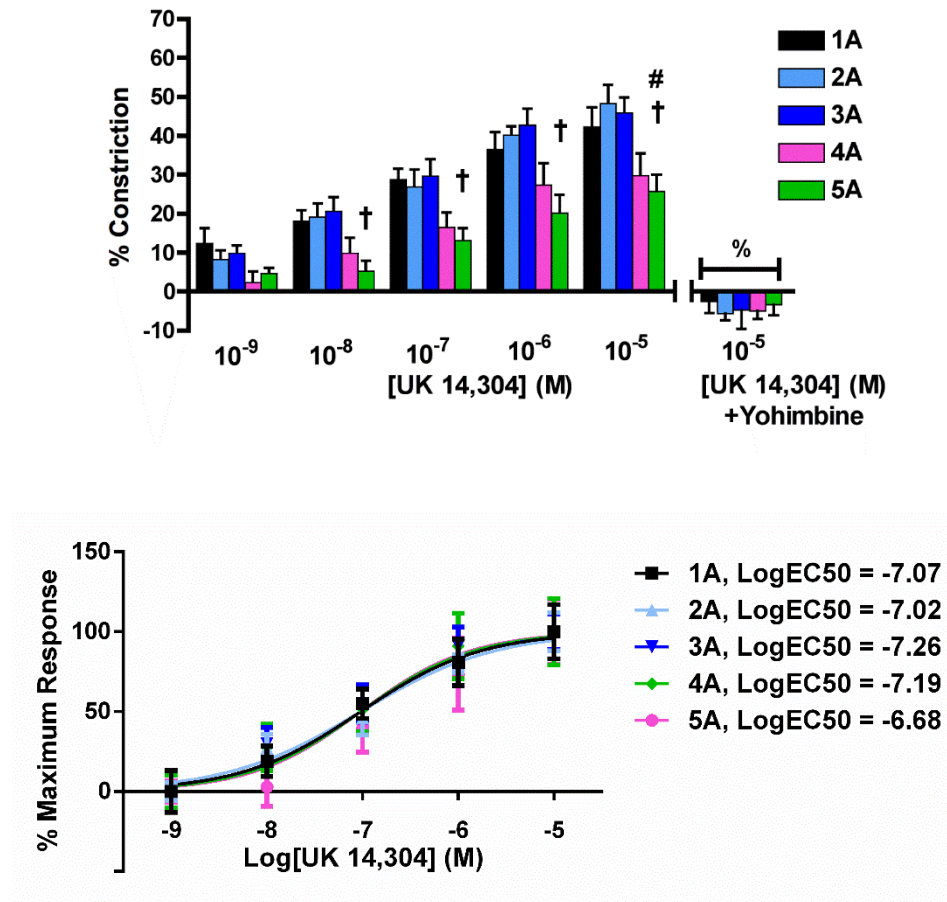 70
60
50
40
30
20
10
0
-10
% Constriction
1A
2A
3A
4A
5A
†
†
†
#
†
%
10-9 10-8 10-7 10-6 10-5 10-5
[UK 14,304] (M) [UK 14,304] (M)
+Yohimbine
150
100
50
0
% Maximum Response
1A, LogEC50 = -7.07
2A, LogEC50 = -7.02
3A, LogEC50 = -7.26
4A, LogEC50 = -7.19
5A, LogEC50 = -6.68
-9 -8 -7 -6 -5
Log[UK 14,304] (M)